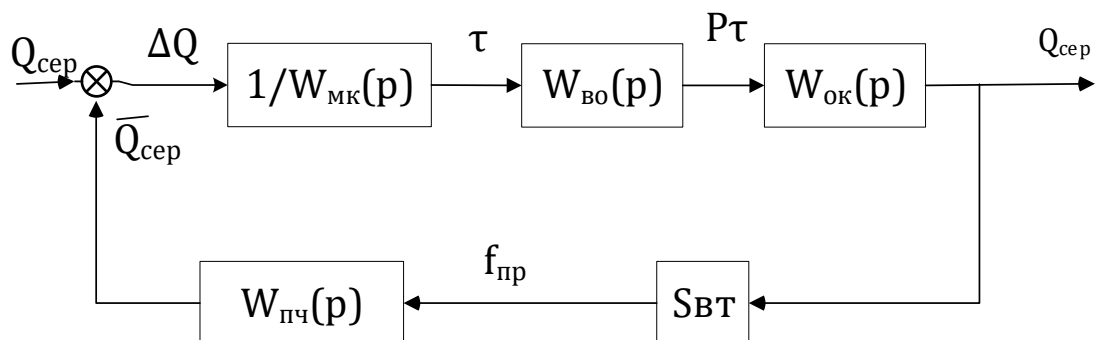 Qсер
ΔQ
1/Wмк(p)
τ
Wво(p)
Pτ
Wок(p)
Qсер
Q̅сер
Wпч(p)
fпр
Sвт